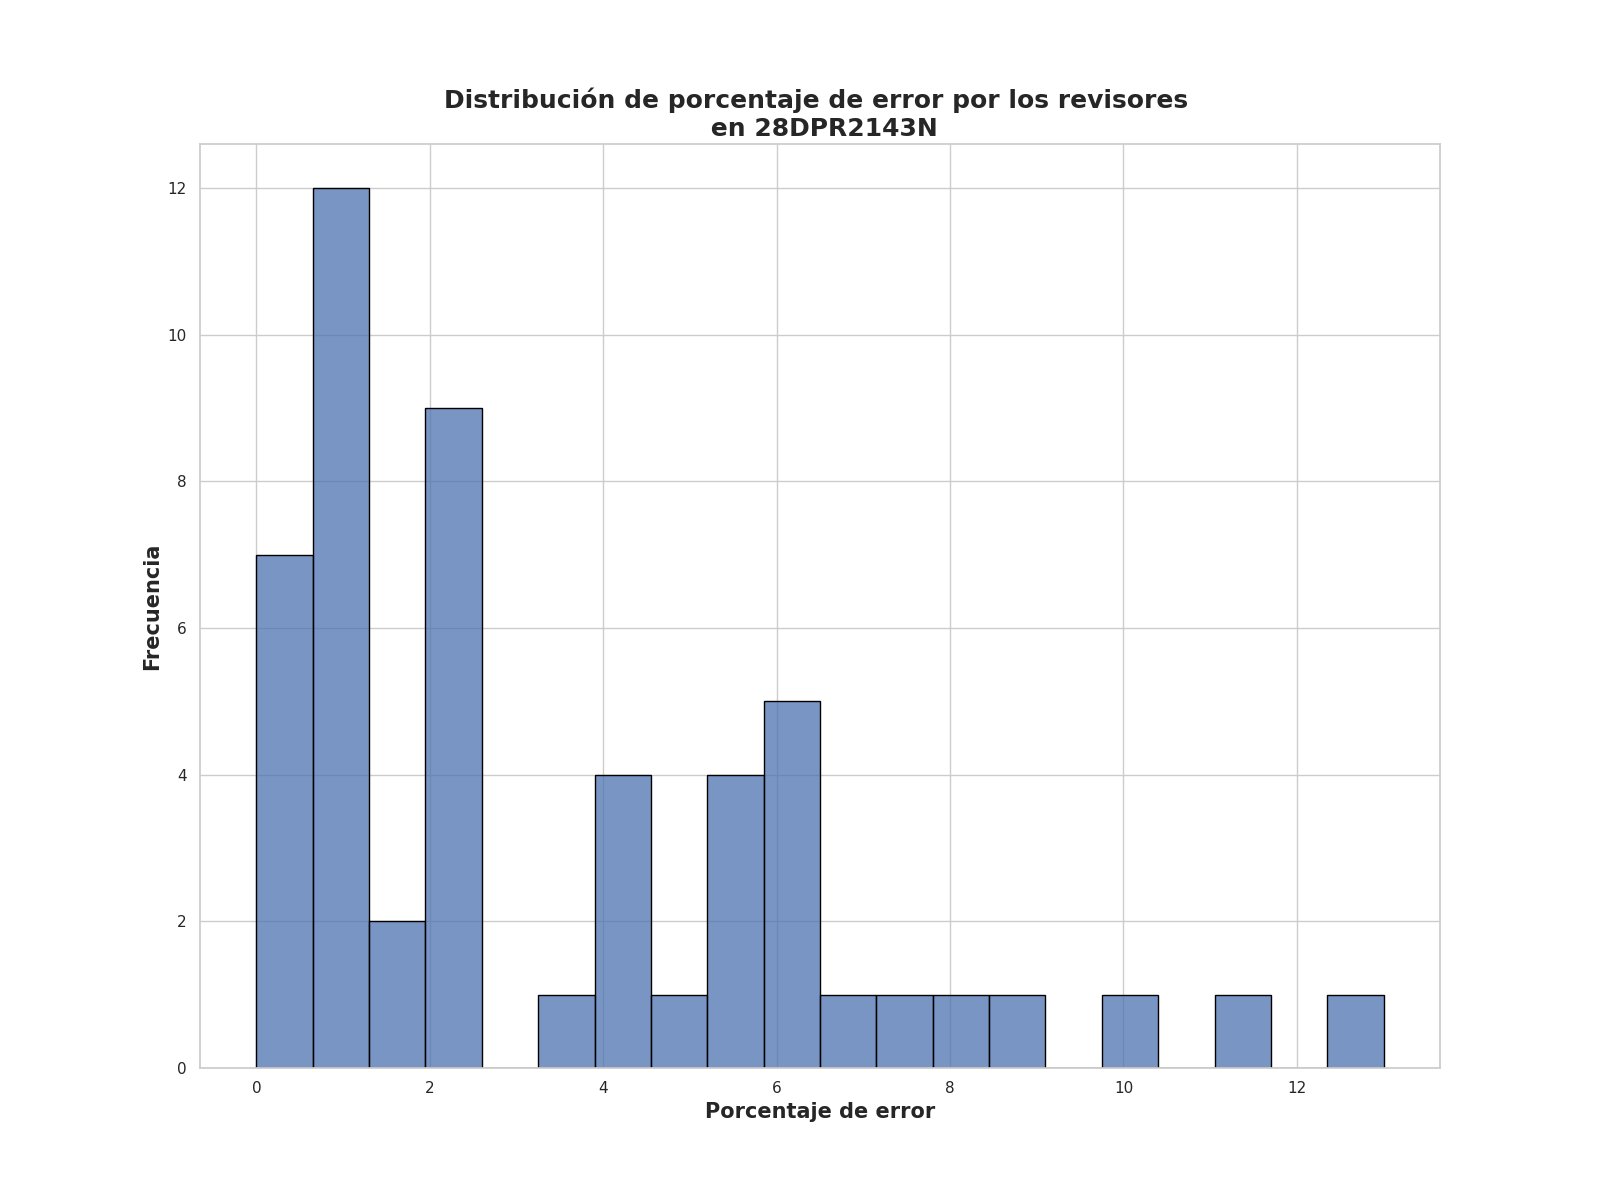 Distribución de porcentaje de error por los revisores
en 28DPR2143N
12
10
8
6
4
2
0
Frecuencia
0 2 4 6 8 10 12
Porcentaje de error